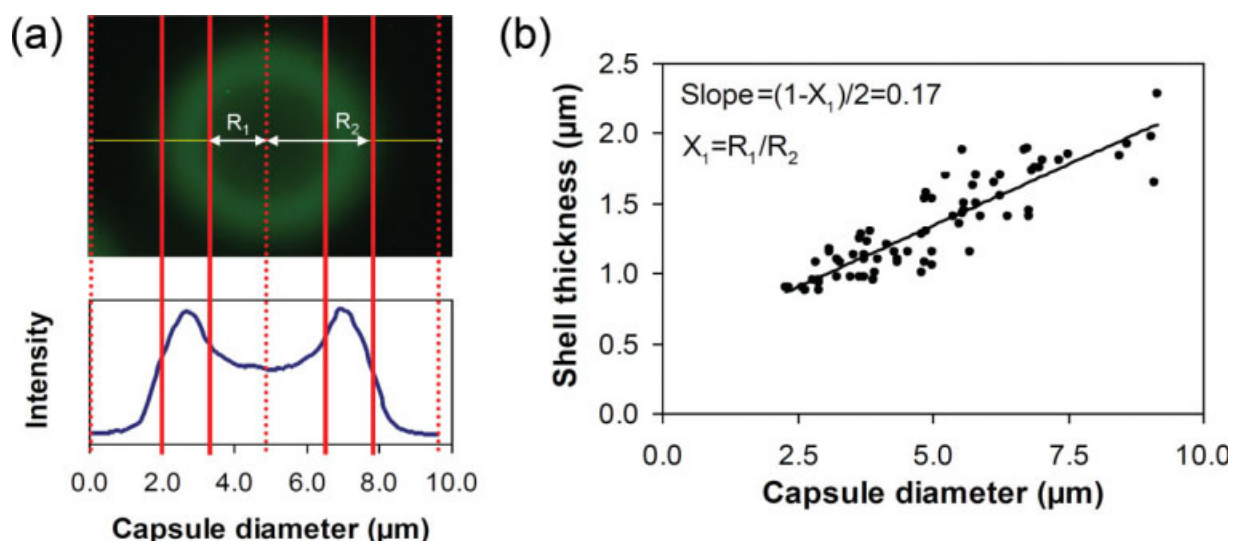 (a)
R₁
R₂
Intensity
0.0 2.0 4.0 6.0 8.0 10.0
Capsule diameter (µm)
(b)
Slope=(1-X₁)/2=0.17
X₁=R₁/R₂
Shell thickness (µm)
2.5
2.0
1.5
1.0
0.5
0.0
0.0 2.5 5.0 7.5 10.0
Capsule diameter (µm)